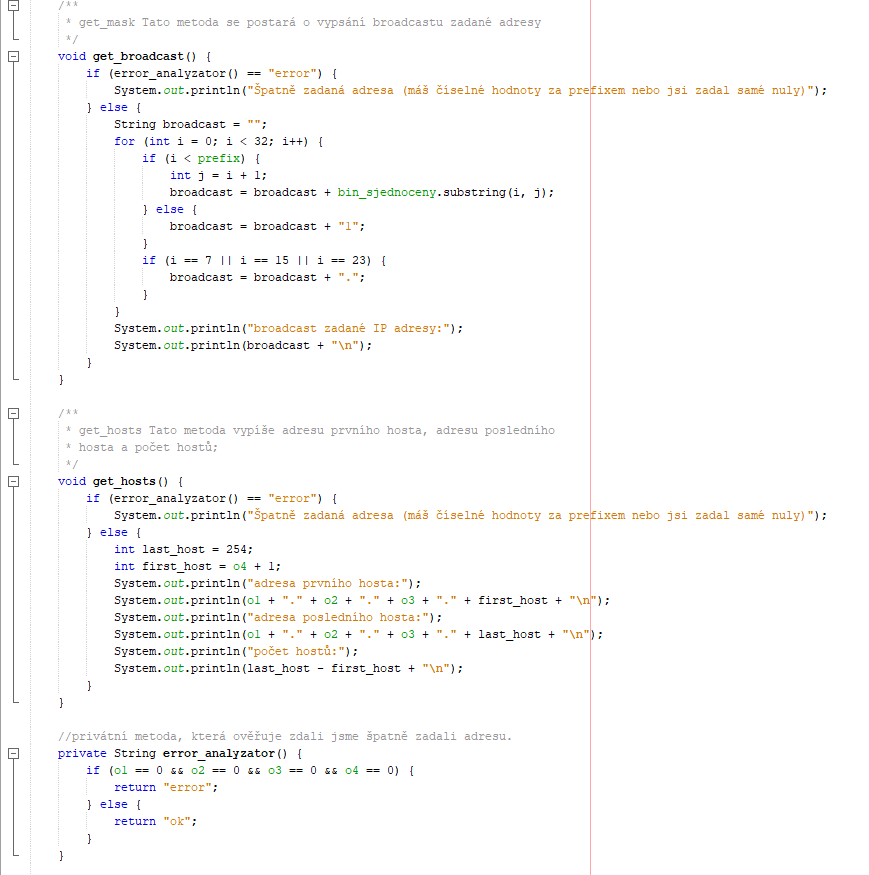 /**
 * get_mask Tato metoda se postará o vypsání broadcastu zadané adresy
 */
void get_broadcast() {
    if (error_analyzator() == "error") {
        System.out.println("Špatně zadaná adresa (máš číselné hodnoty za prefixem nebo jsi zadal samé nuly)");
    } else {
        String broadcast = "";
        for (int i = 0; i < 32; i++) {
            if (i < prefix) {
                int j = i + 1;
                broadcast = broadcast + bin_sjednoceny.substring(i, j);
            } else {
                broadcast = broadcast + "1";
            }
            if (i == 7 || i == 15 || i == 23) {
                broadcast = broadcast + ".";
            }
        }
        System.out.println("broadcast zadané IP adresy:");
        System.out.println(broadcast + "\n");
    }
}
/**
 * get_hosts Tato metoda vypíše adresu prvního hosta, adresu posledního
 * hosta a počet hostů;
 */
void get_hosts() {
    if (error_analyzator() == "error") {
        System.out.println("Špatně zadaná adresa (máš číselné hodnoty za prefixem nebo jsi zadal samé nuly)");
    } else {
        int last_host = 254;
        int first_host = o4 + 1;
        System.out.println("adresa prvního hosta:");
        System.out.println(o1 + "." + o2 + "." + o3 + "." + first_host + "\n");
        System.out.println("adresa posledního hosta:");
        System.out.println(o1 + "." + o2 + "." + o3 + "." + last_host + "\n");
        System.out.println("počet hostů:");
        System.out.println(last_host - first_host + "\n");
    }
}
//privátní metoda, která ověřuje zdali jsme špatně zadali adresu.
private String error_analyzator() {
    if (o1 == 0 && o2 == 0 && o3 == 0 && o4 == 0) {
        return "error";
    } else {
        return "ok";
    }
}